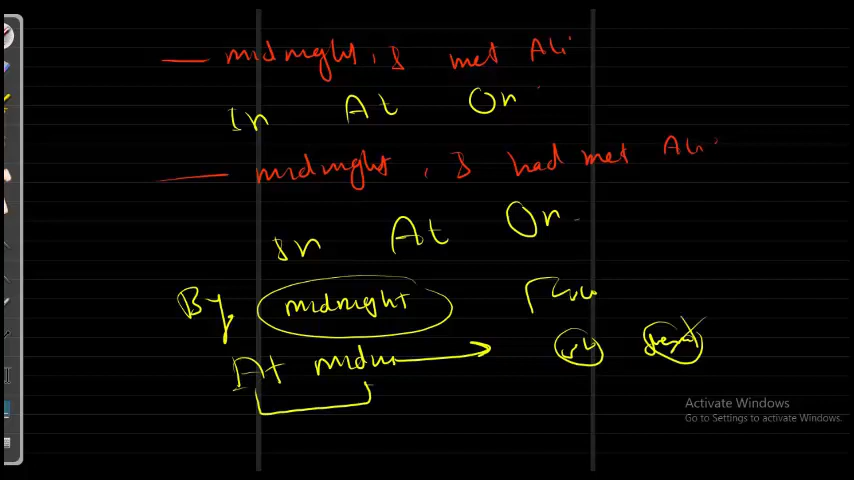 — midnight, I met Ali
In At On
— midnight, I had met Ali
In At On
By midnight
At midn
Activate Windows
Go to Settings to activate Windows.